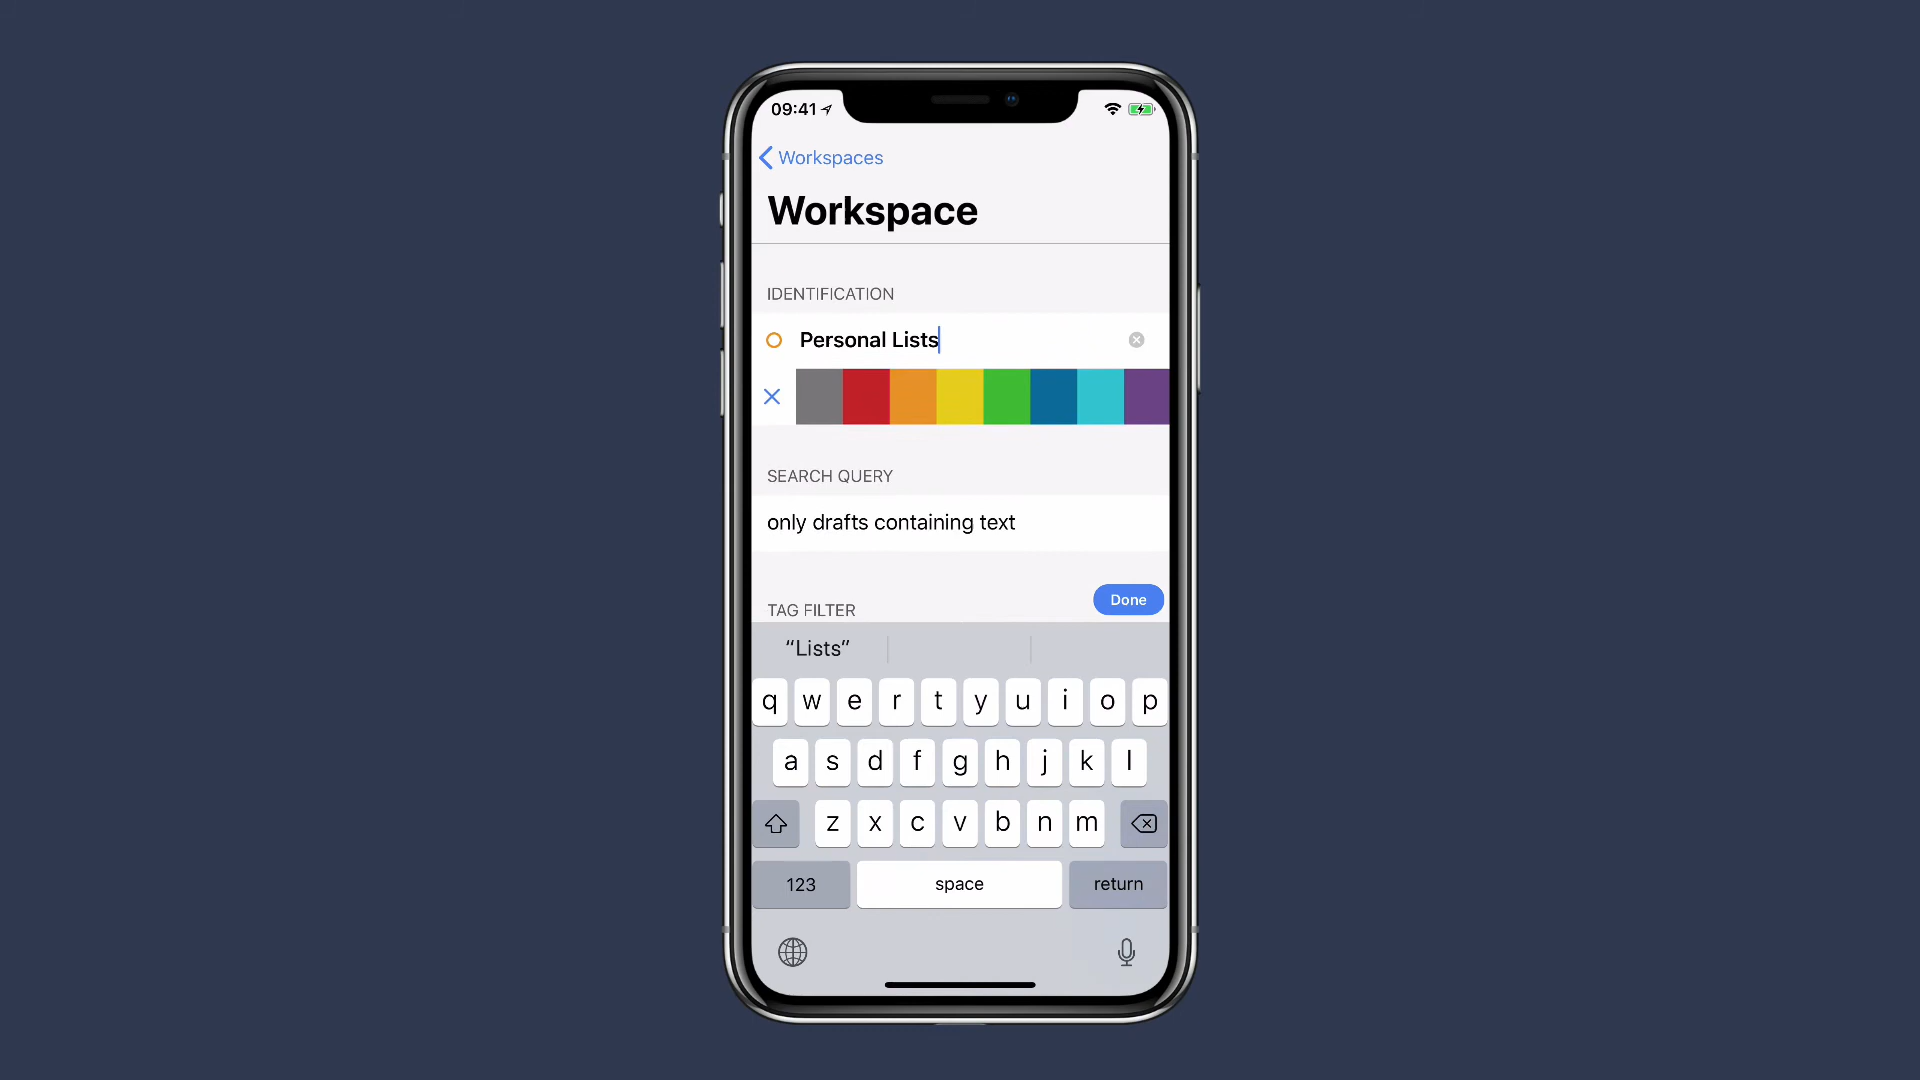 09:41
Workspaces
Workspace
IDENTIFICATION
Personal Lists
SEARCH QUERY
only drafts containing text
TAG FILTER
Done
“Lists”
q w e r t y u i o p
a s d f g h j k l
z x c v b n m
123 space return